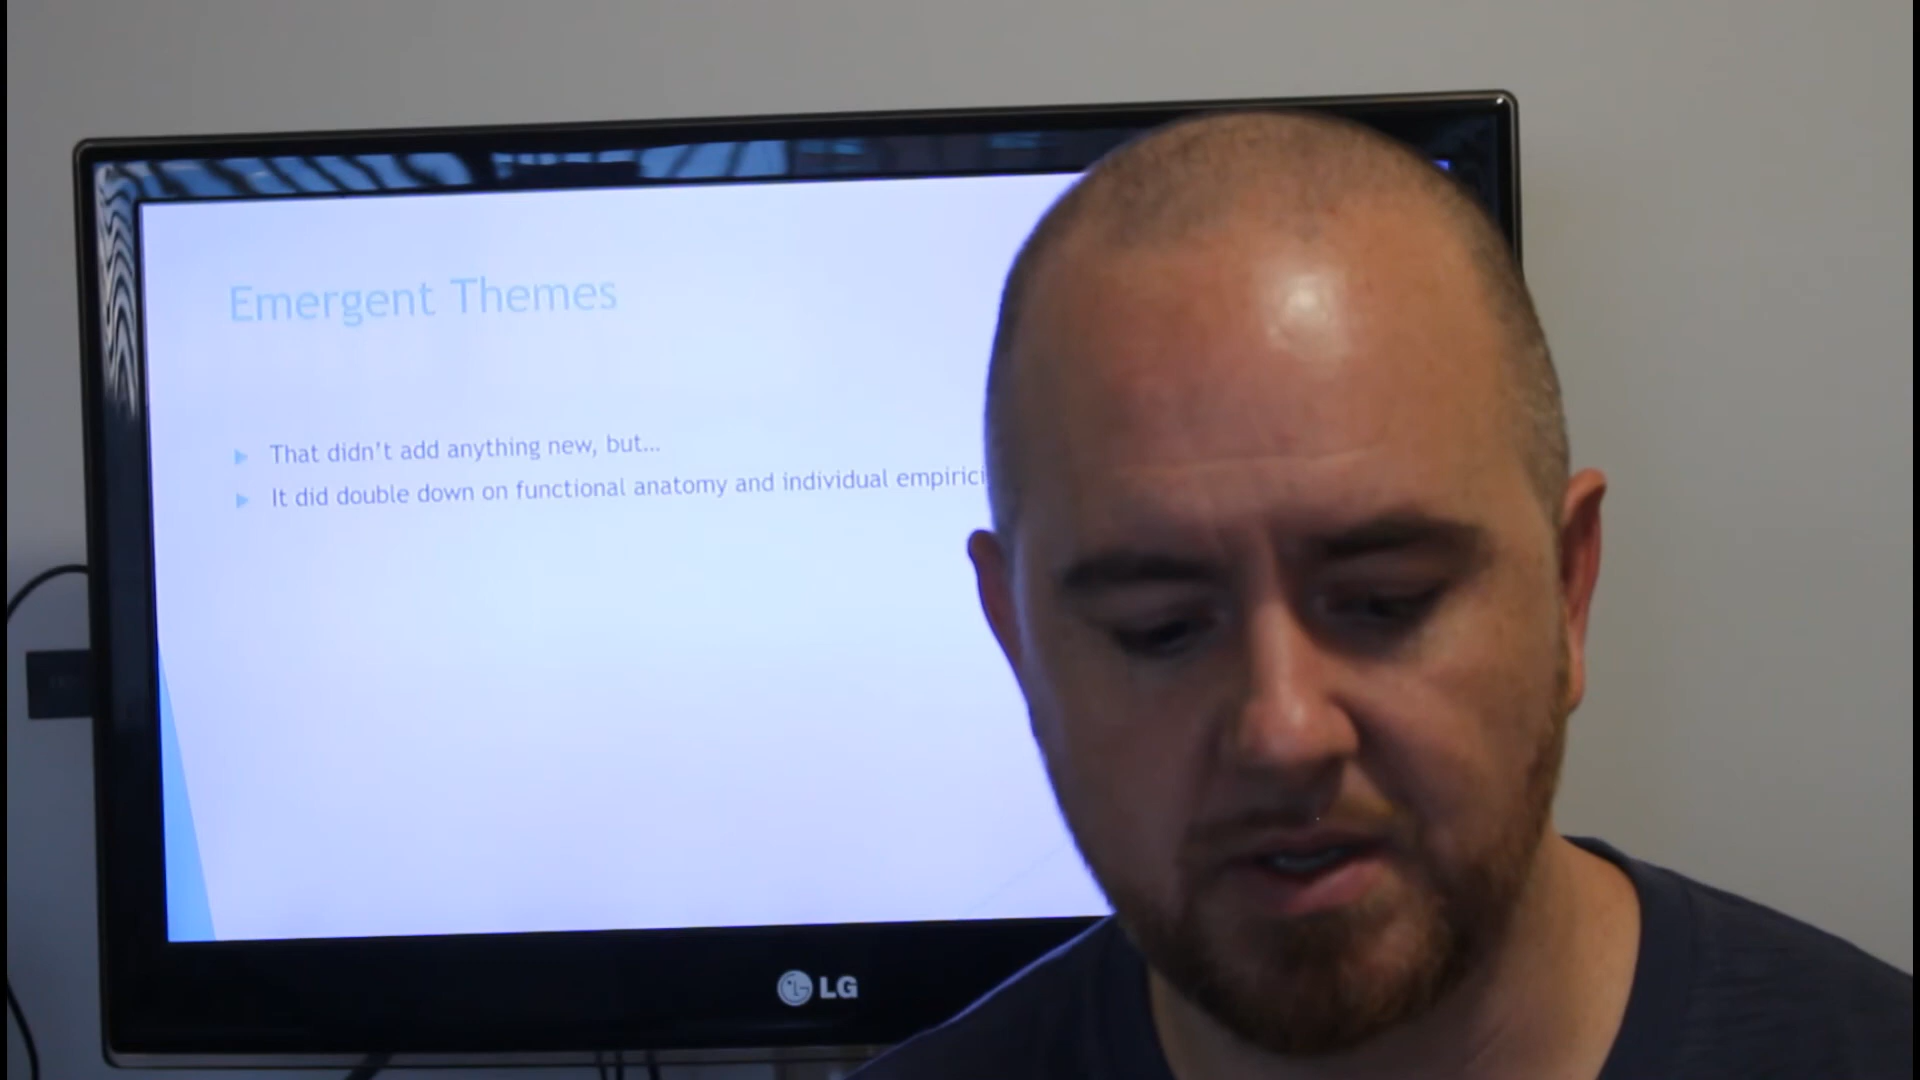 Emergent Themes
That didn't add anything new, but...
It did double down on functional anatomy and individual
LG